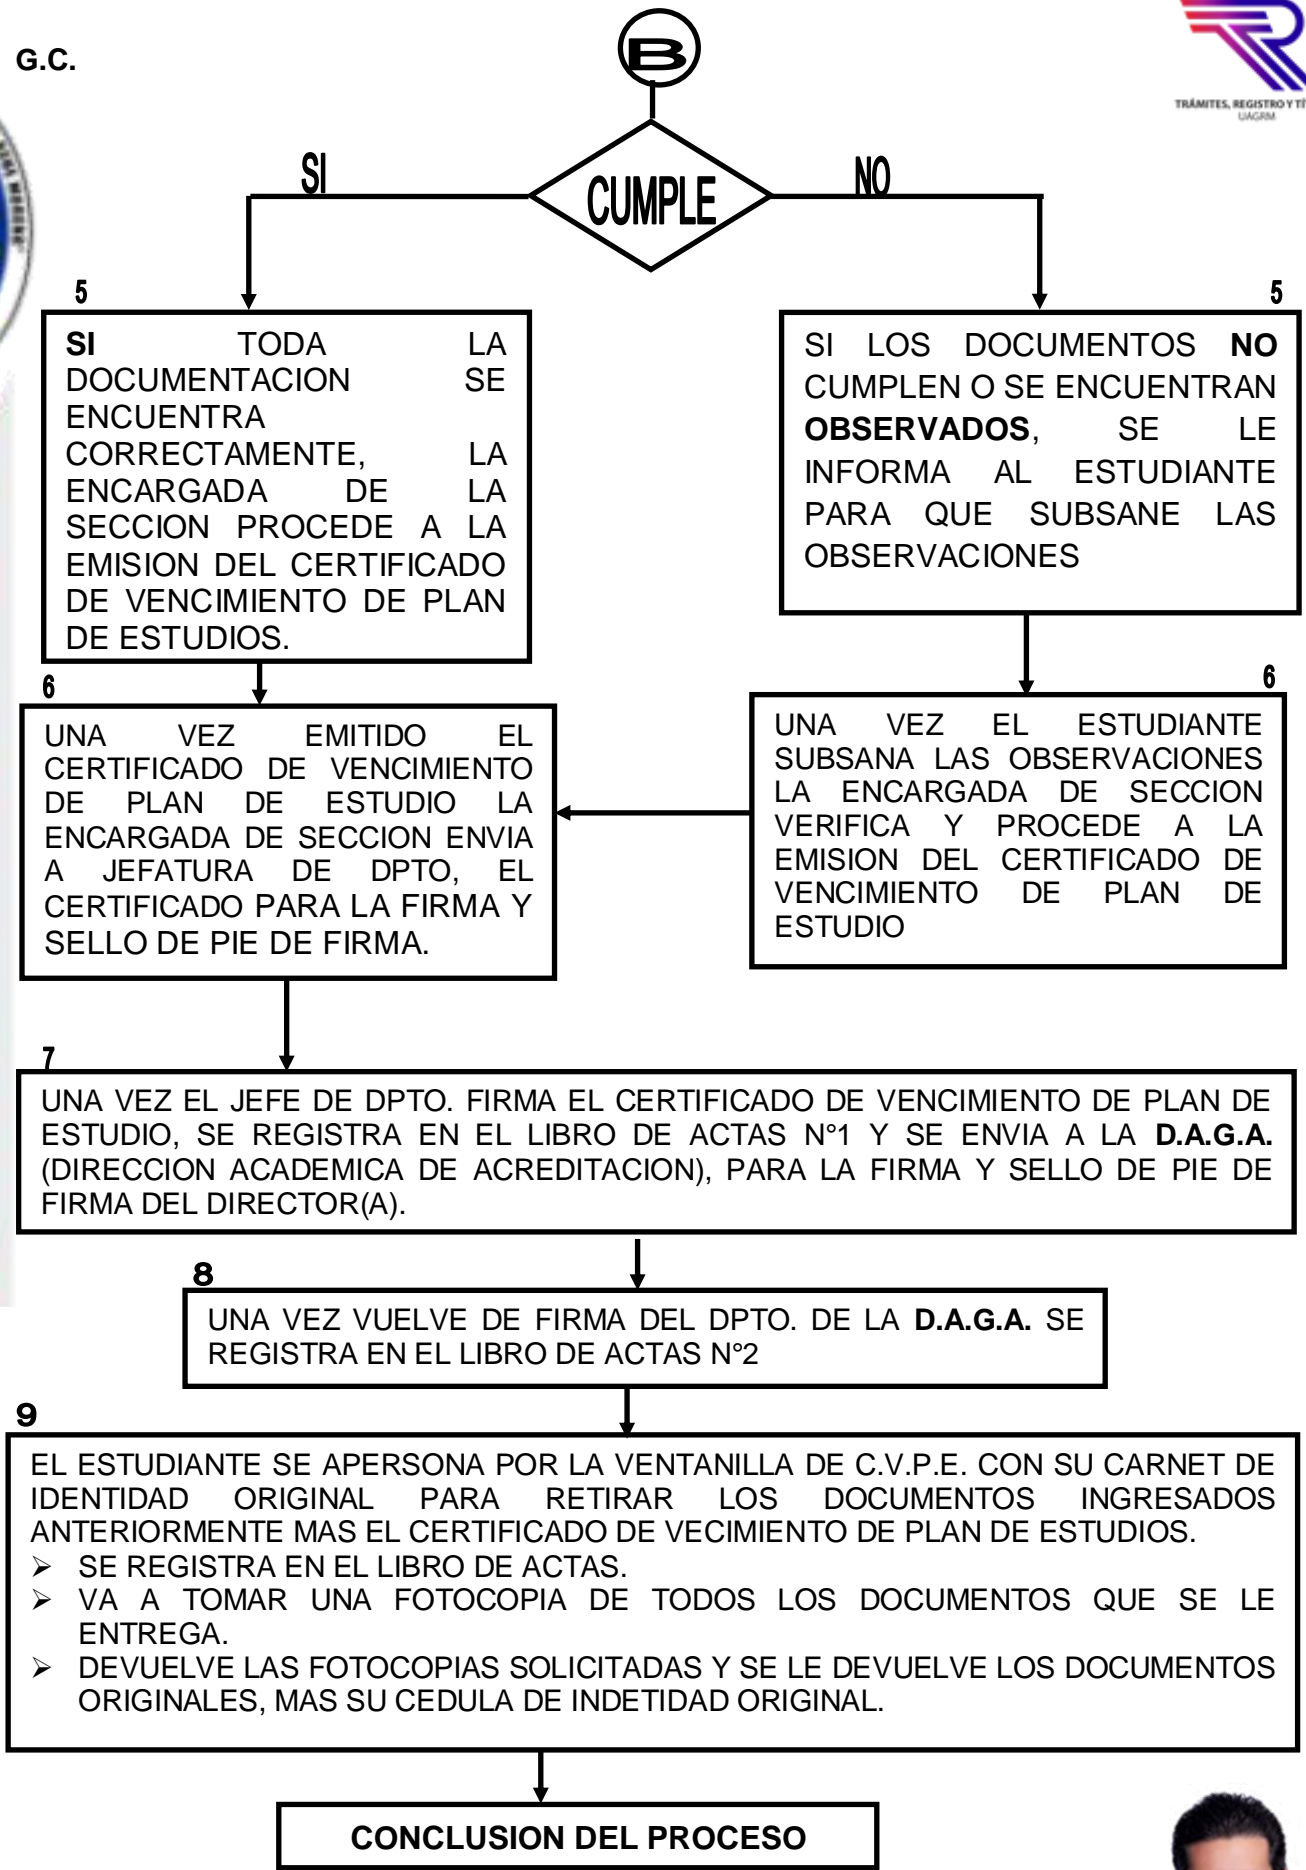 G.C.
B
TRÁMITES, REGISTRO Y TÍ
UAGRM
SI
CUMPLE
NO
5
SI TODA LA
DOCUMENTACION SE
ENCUENTRA
CORRECTAMENTE, LA
ENCARGADA DE LA
SECCION PROCEDE A LA
EMISION DEL CERTIFICADO
DE VENCIMIENTO DE PLAN
DE ESTUDIOS.
5
SI LOS DOCUMENTOS NO
CUMPLEN O SE ENCUENTRAN
OBSERVADOS, SE LE
INFORMA AL ESTUDIANTE
PARA QUE SUBSANE LAS
OBSERVACIONES
6
UNA VEZ EMITIDO EL
CERTIFICADO DE VENCIMIENTO
DE PLAN DE ESTUDIO LA
ENCARGADA DE SECCION ENVIA
A JEFATURA DE DPTO, EL
CERTIFICADO PARA LA FIRMA Y
SELLO DE PIE DE FIRMA.
6
UNA VEZ EL ESTUDIANTE
SUBSANA LAS OBSERVACIONES
LA ENCARGADA DE SECCION
VERIFICA Y PROCEDE A LA
EMISION DEL CERTIFICADO DE
VENCIMIENTO DE PLAN DE
ESTUDIO
7
UNA VEZ EL JEFE DE DPTO. FIRMA EL CERTIFICADO DE VENCIMIENTO DE PLAN DE
ESTUDIO, SE REGISTRA EN EL LIBRO DE ACTAS N°1 Y SE ENVIA A LA D.A.G.A.
(DIRECCION ACADEMICA DE ACREDITACION), PARA LA FIRMA Y SELLO DE PIE DE
FIRMA DEL DIRECTOR(A).
8
UNA VEZ VUELVE DE FIRMA DEL DPTO. DE LA D.A.G.A. SE
REGISTRA EN EL LIBRO DE ACTAS N°2
9
EL ESTUDIANTE SE APERSONA POR LA VENTANILLA DE C.V.P.E. CON SU CARNET DE
IDENTIDAD ORIGINAL PARA RETIRAR LOS DOCUMENTOS INGRESADOS
ANTERIORMENTE MAS EL CERTIFICADO DE VECIMIENTO DE PLAN DE ESTUDIOS.
➢ SE REGISTRA EN EL LIBRO DE ACTAS.
➢ VA A TOMAR UNA FOTOCOPIA DE TODOS LOS DOCUMENTOS QUE SE LE
ENTREGA.
➢ DEVUELVE LAS FOTOCOPIAS SOLICITADAS Y SE LE DEVUELVE LOS DOCUMENTOS
ORIGINALES, MAS SU CEDULA DE INDETIDAD ORIGINAL.
CONCLUSION DEL PROCESO